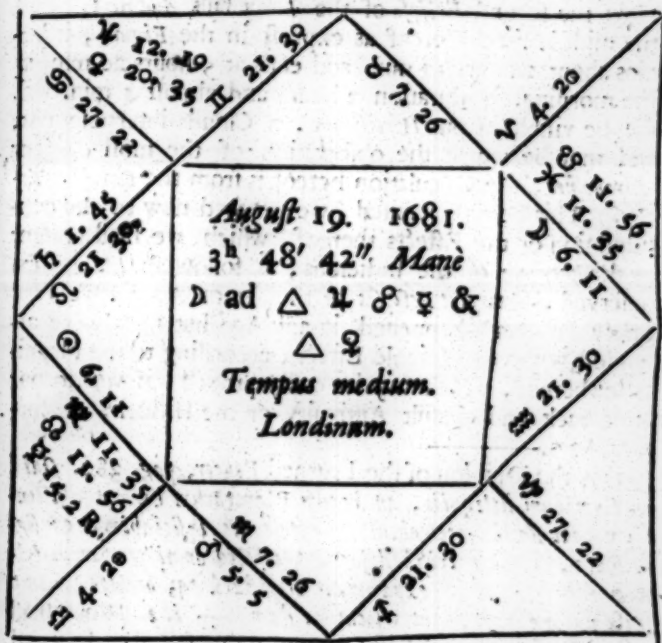 ♃ 12. 19
♀ 20. 35
♋ 27. 22
♊ 21. 30
♉ 7. 26
♈ 4. 20
☋ 11. 56
♓ 11. 35
☽ 6. 11
♄ 1. 45
♌ 21 30
August 19. 1681.
3ʰ 48′ 42″ Mane
☽ ad △ ♃ ☍ ☿ &
△ ♀
Tempus medium.
Londinum.
☉ 6. 11
♍ 11. 35
☊ 11. 56
☿ 15. 2 R.
♎ 4. 20
♏ 7. 26
♂ 5. 5
♐ 21. 30
♑ 27. 22
♒ 21. 30